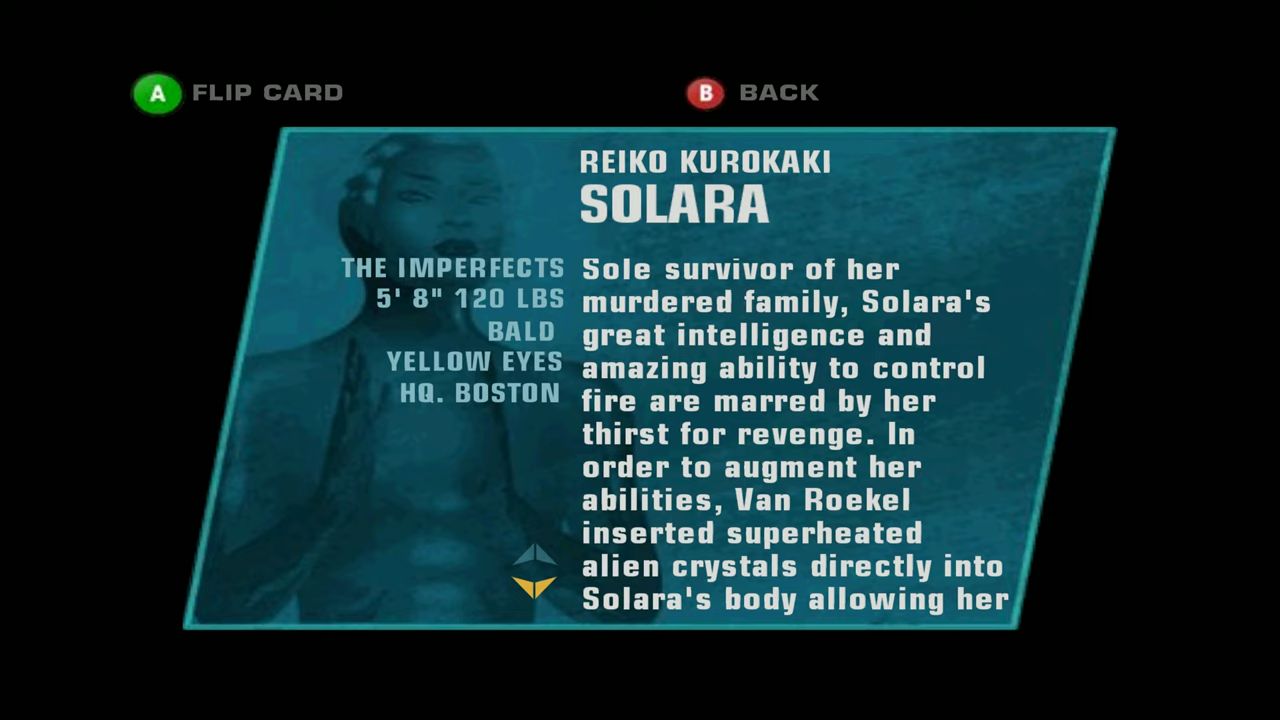 A FLIP CARD
B BACK
REIKO KUROKAKI
SOLARA
THE IMPERFECTS
5' 8" 120 LBS
BALD
YELLOW EYES
HQ. BOSTON
Sole survivor of her
murdered family, Solara's
great intelligence and
amazing ability to control
fire are marred by her
thirst for revenge. In
order to augment her
abilities, Van Roekel
inserted superheated
alien crystals directly into
Solara's body allowing her